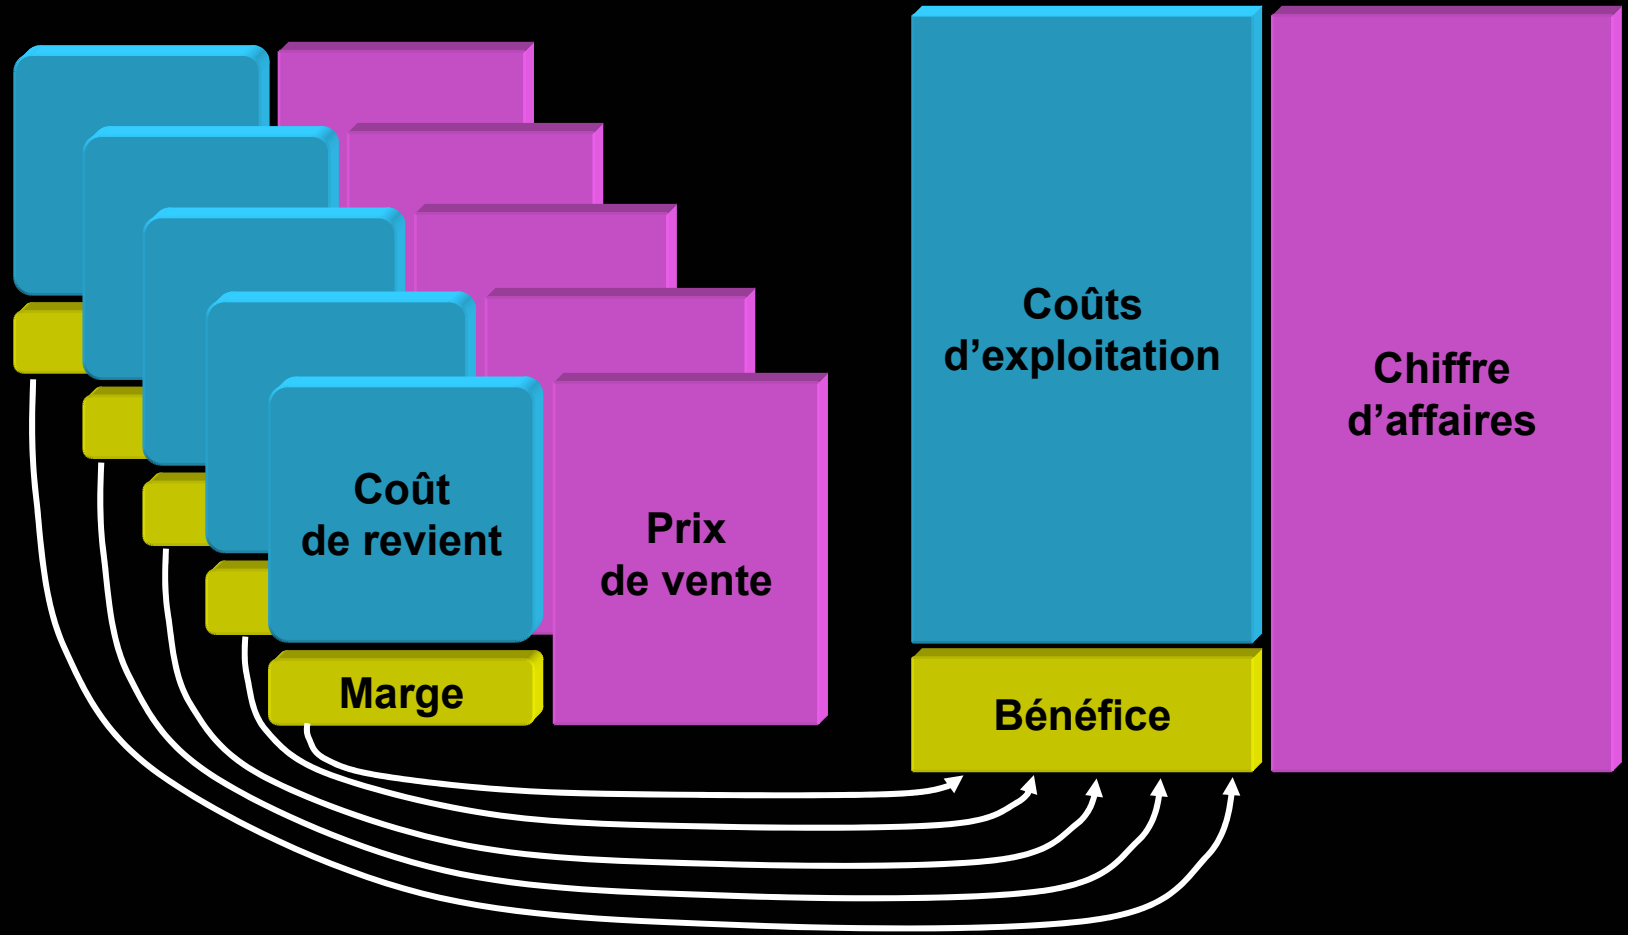 Coût
de revient
Marge
Prix
de vente
Coûts
d’exploitation
Bénéfice
Chiffre
d’affaires